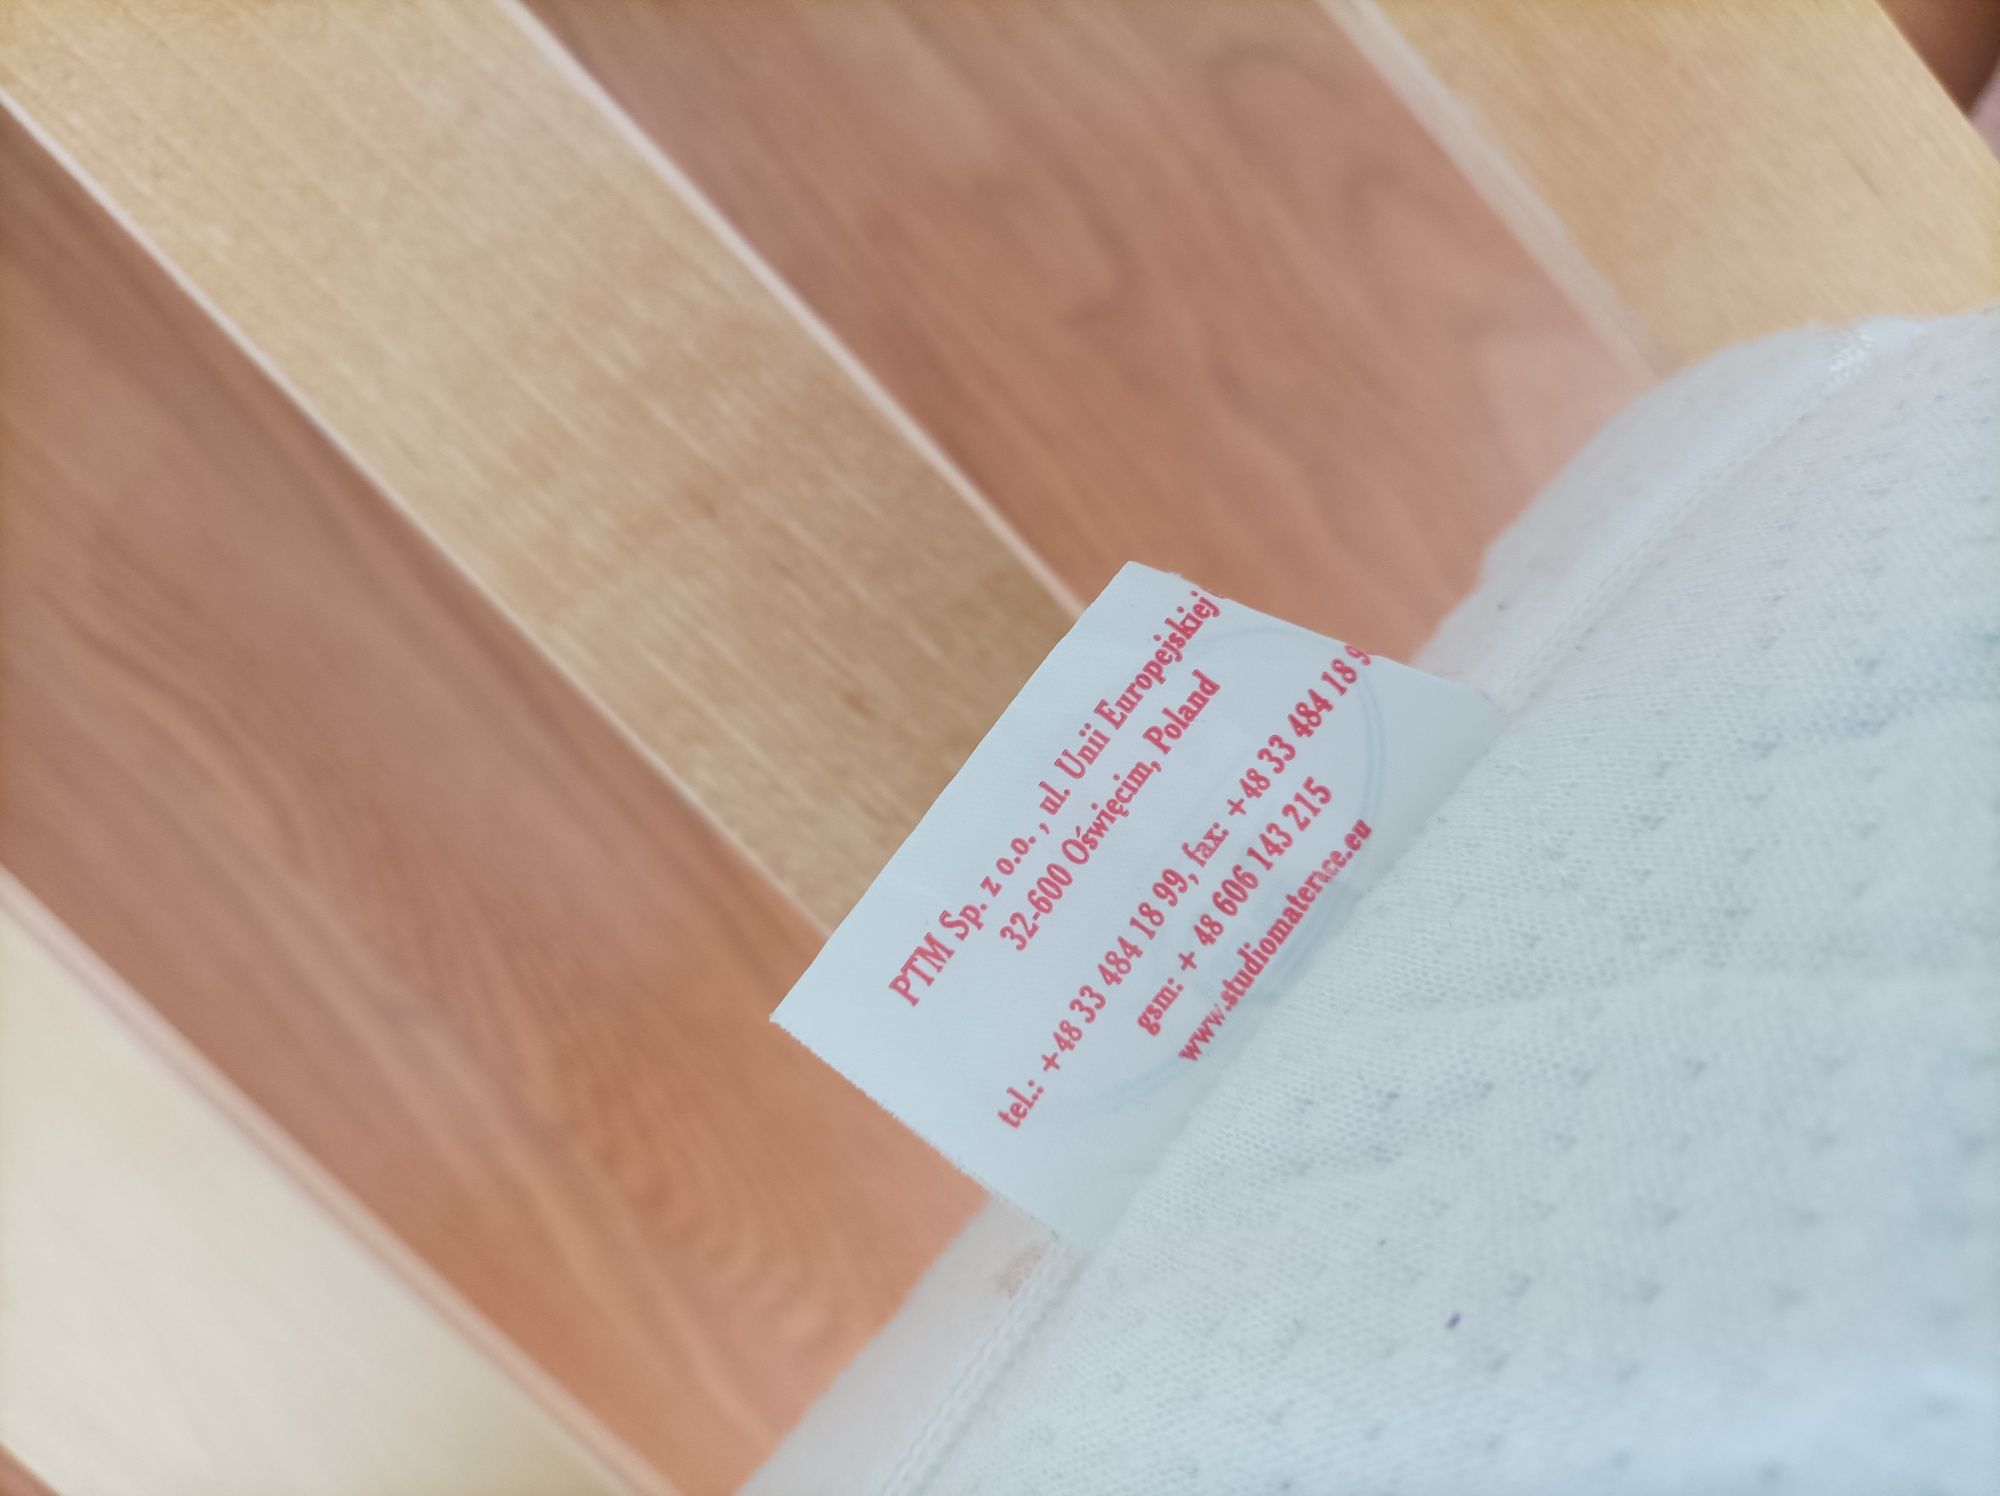 PTM Sp. z o.o. , ul. Unii Europejskiej
32-600 Oświęcim, Poland
tel.: +48 33 484 18 99, fax: +48 33 484 18 9
gsm: + 48 606 143 215
www.studiomaterace.eu